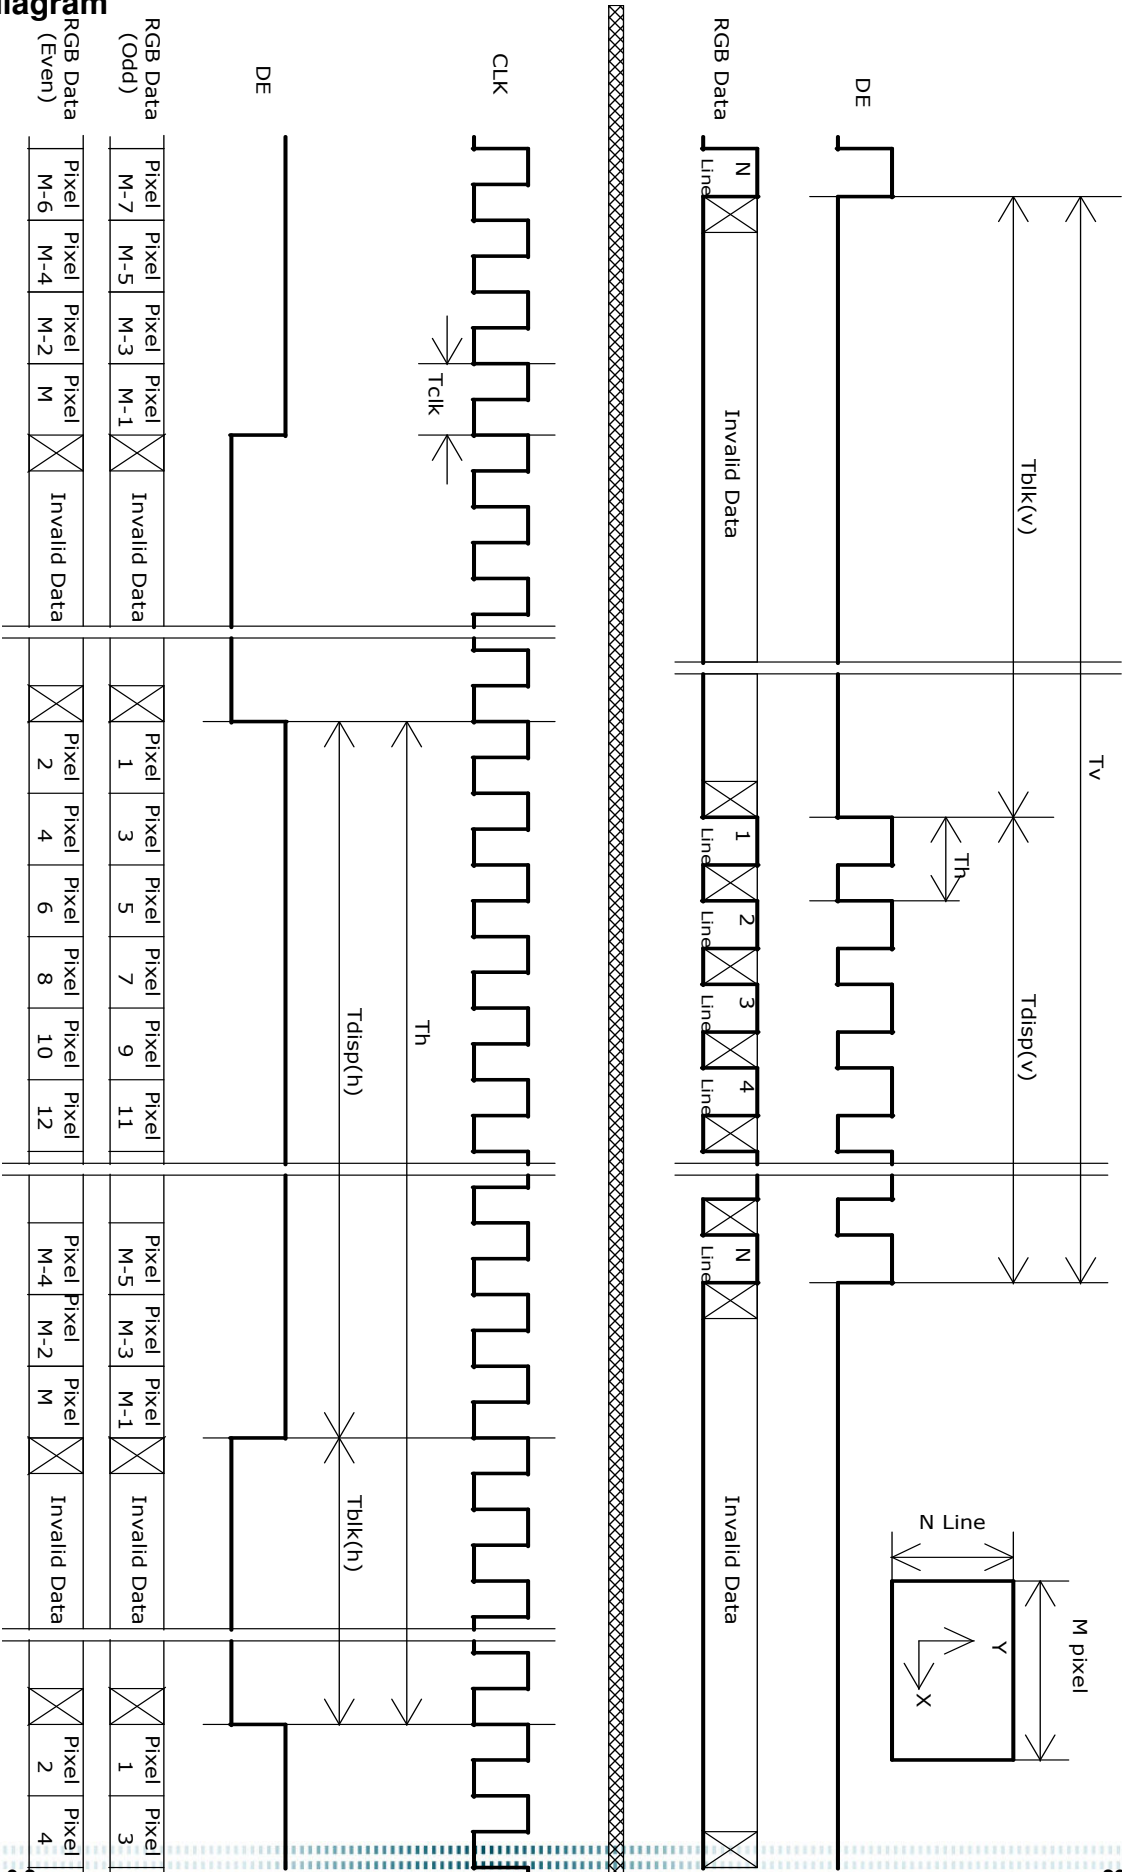 diagram
Tv
M pixel
Tblk(v)
Tdisp(v)
Y
Th
N Line
X
DE
N
1
2
3
4
N
RGB Data
Invalid Data
Invalid Data
Line
Line
Line
Line
Line
Line
CLK
Tclk
Th
Tdisp(h)
Tblk(h)
DE
RGB Data
(Odd)
Pixel Pixel Pixel Pixel
M-7 M-5 M-3 M-1
Invalid Data
Pixel Pixel Pixel Pixel Pixel Pixel
1 3 5 7 9 11
Pixel Pixel Pixel
M-5 M-3 M-1
Invalid Data
Pixel Pixel
1 3
RGB Data
(Even)
Pixel Pixel Pixel Pixel
M-6 M-4 M-2 M
Invalid Data
Pixel Pixel Pixel Pixel Pixel Pixel
2 4 6 8 10 12
Pixel Pixel Pixel
M-4 M-2 M
Invalid Data
Pixel Pixel
2 4